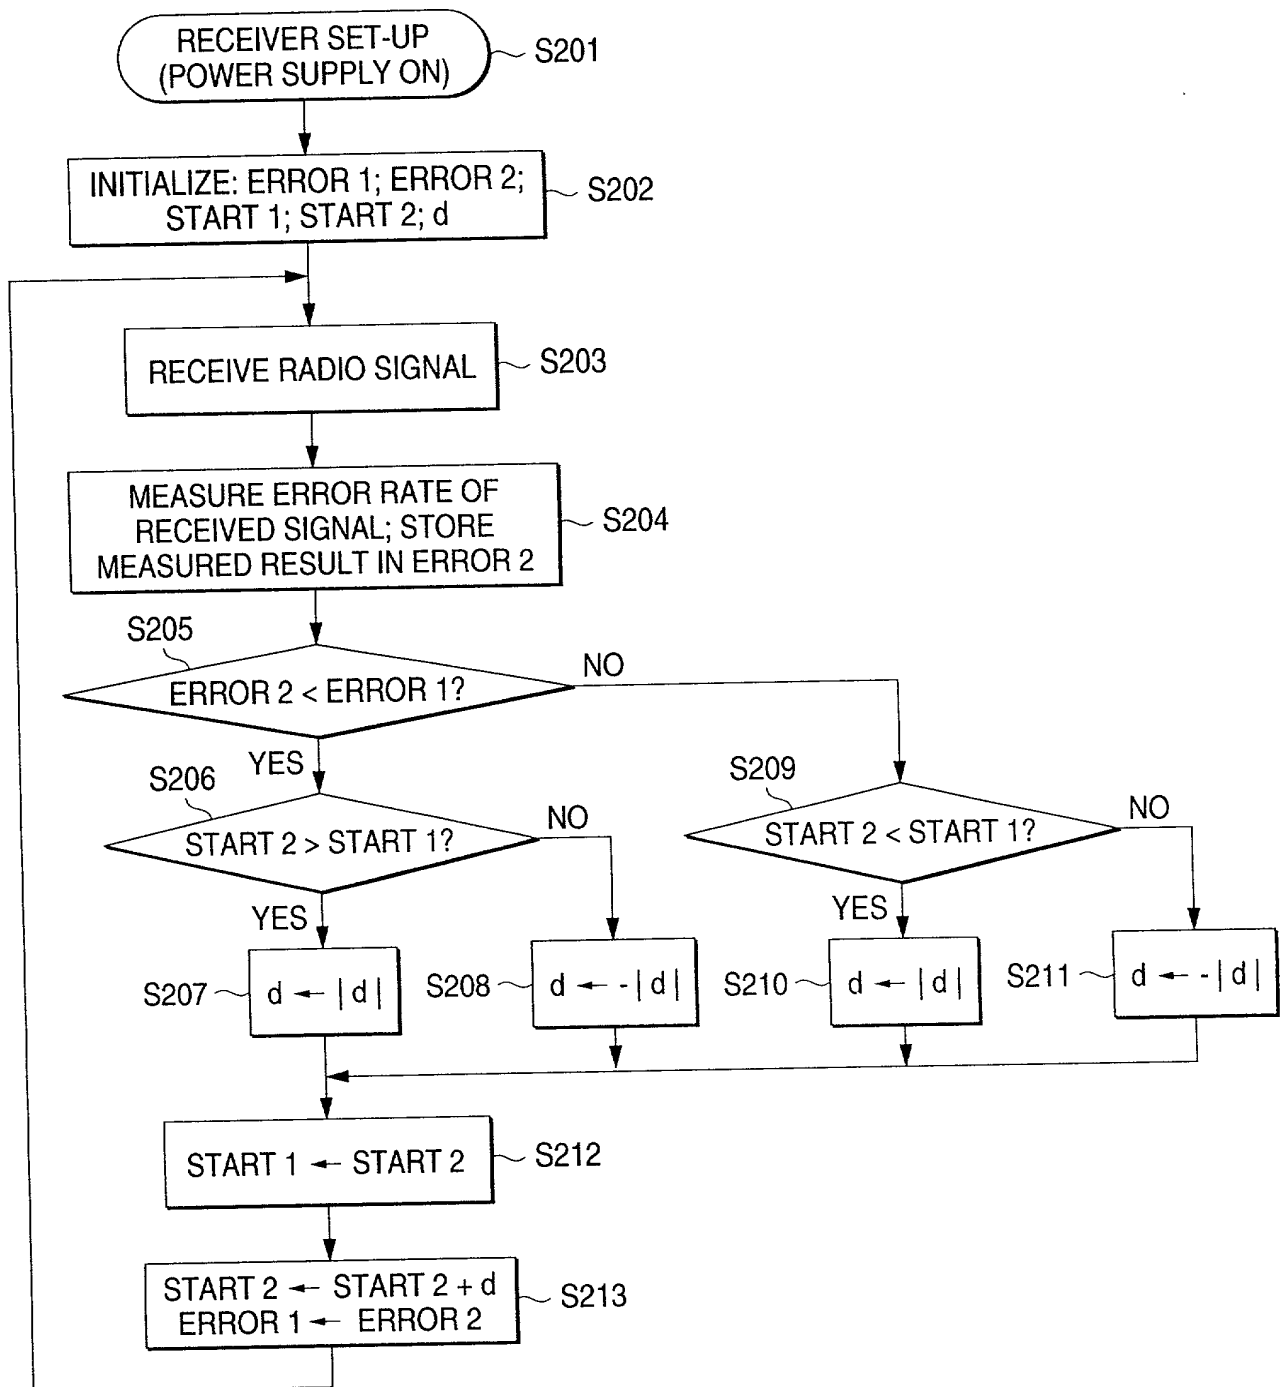 RECEIVER SET-UP
(POWER SUPPLY ON)
S201
INITIALIZE: ERROR 1; ERROR 2;
START 1; START 2; d
S202
RECEIVE RADIO SIGNAL
S203
MEASURE ERROR RATE OF
RECEIVED SIGNAL; STORE
MEASURED RESULT IN ERROR 2
S204
S205
ERROR 2 < ERROR 1?
NO
YES
S206
START 2 > START 1?
NO
YES
S209
START 2 < START 1?
NO
YES
S207
d ← |d|
S208
d ← -|d|
S210
d ← |d|
S211
d ← -|d|
START 1 ← START 2
S212
START 2 ← START 2 + d
ERROR 1 ← ERROR 2
S213